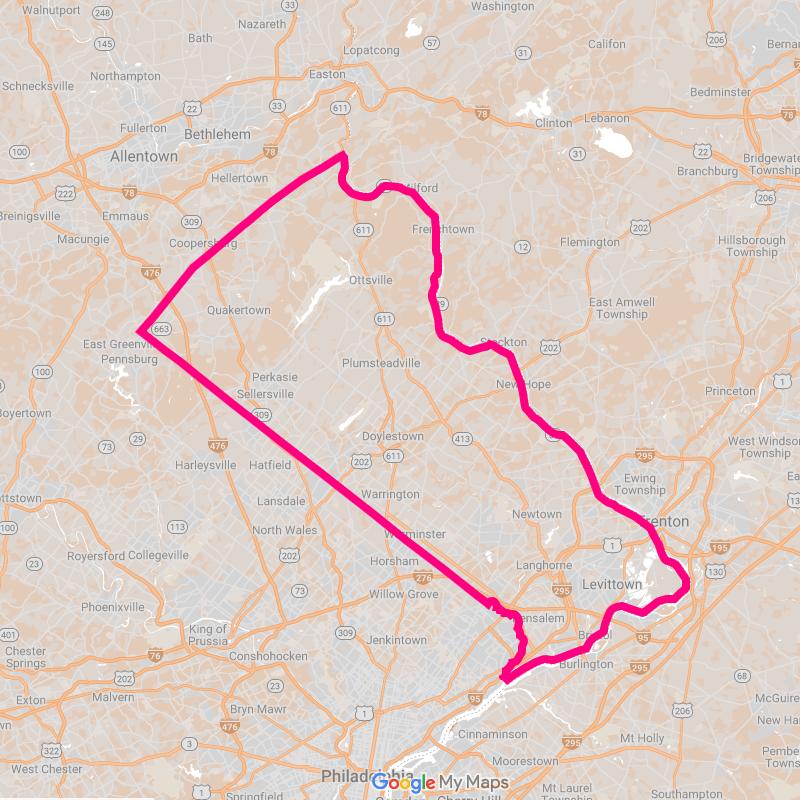 Walnutport
248
33
Washington
Nazareth
Bath
145
Lopatcong
57
Califon
206
Bernar
Schnecksville
Northampton
Easton
Bedminster
22
33
611
78
78
Fullerton
Bethlehem
Clinton
Lebanon
100
Allentown
78
31
22
Bridgewater
Township
Branchburg
Hellertown
222
78
Milford
206
Breinigsville
Emmaus
309
611
Frenchtown
202
Macungie
Coopersburg
12
Flemington
Hillsborough
Township
476
Ottsville
Quakertown
29
East Amwell
Township
611
663
East Greenville
Pennsburg
Stockton
202
Plumsteadville
100
Perkasie
New Hope
Princeton
1
Sellersville
Boyertown
309
Doylestown
413
29
73
476
202
611
295
West Windsor
Township
Harleysville
Hatfield
Ewing
Township
Lansdale
Warrington
Newtown
Trenton
113
North Wales
Warminster
1
195
Royersford
Collegeville
202
Horsham
Langhorne
130
23
276
295
Levittown
73
Willow Grove
Phoenixville
Bensalem
401
King of
Prussia
309
Jenkintown
Bristol
95
Chester
Springs
76
Conshohocken
Burlington
295
202
23
68
Exton
Malvern
95
McGuire
Bryn Mawr
1
206
New Ha
Cinnaminson
Mt Holly
3
295
West Chester
Moorestown
Philadelphia
Google My Maps
Springfield
Cherry Hill
Mt Laurel
Township
Southampton